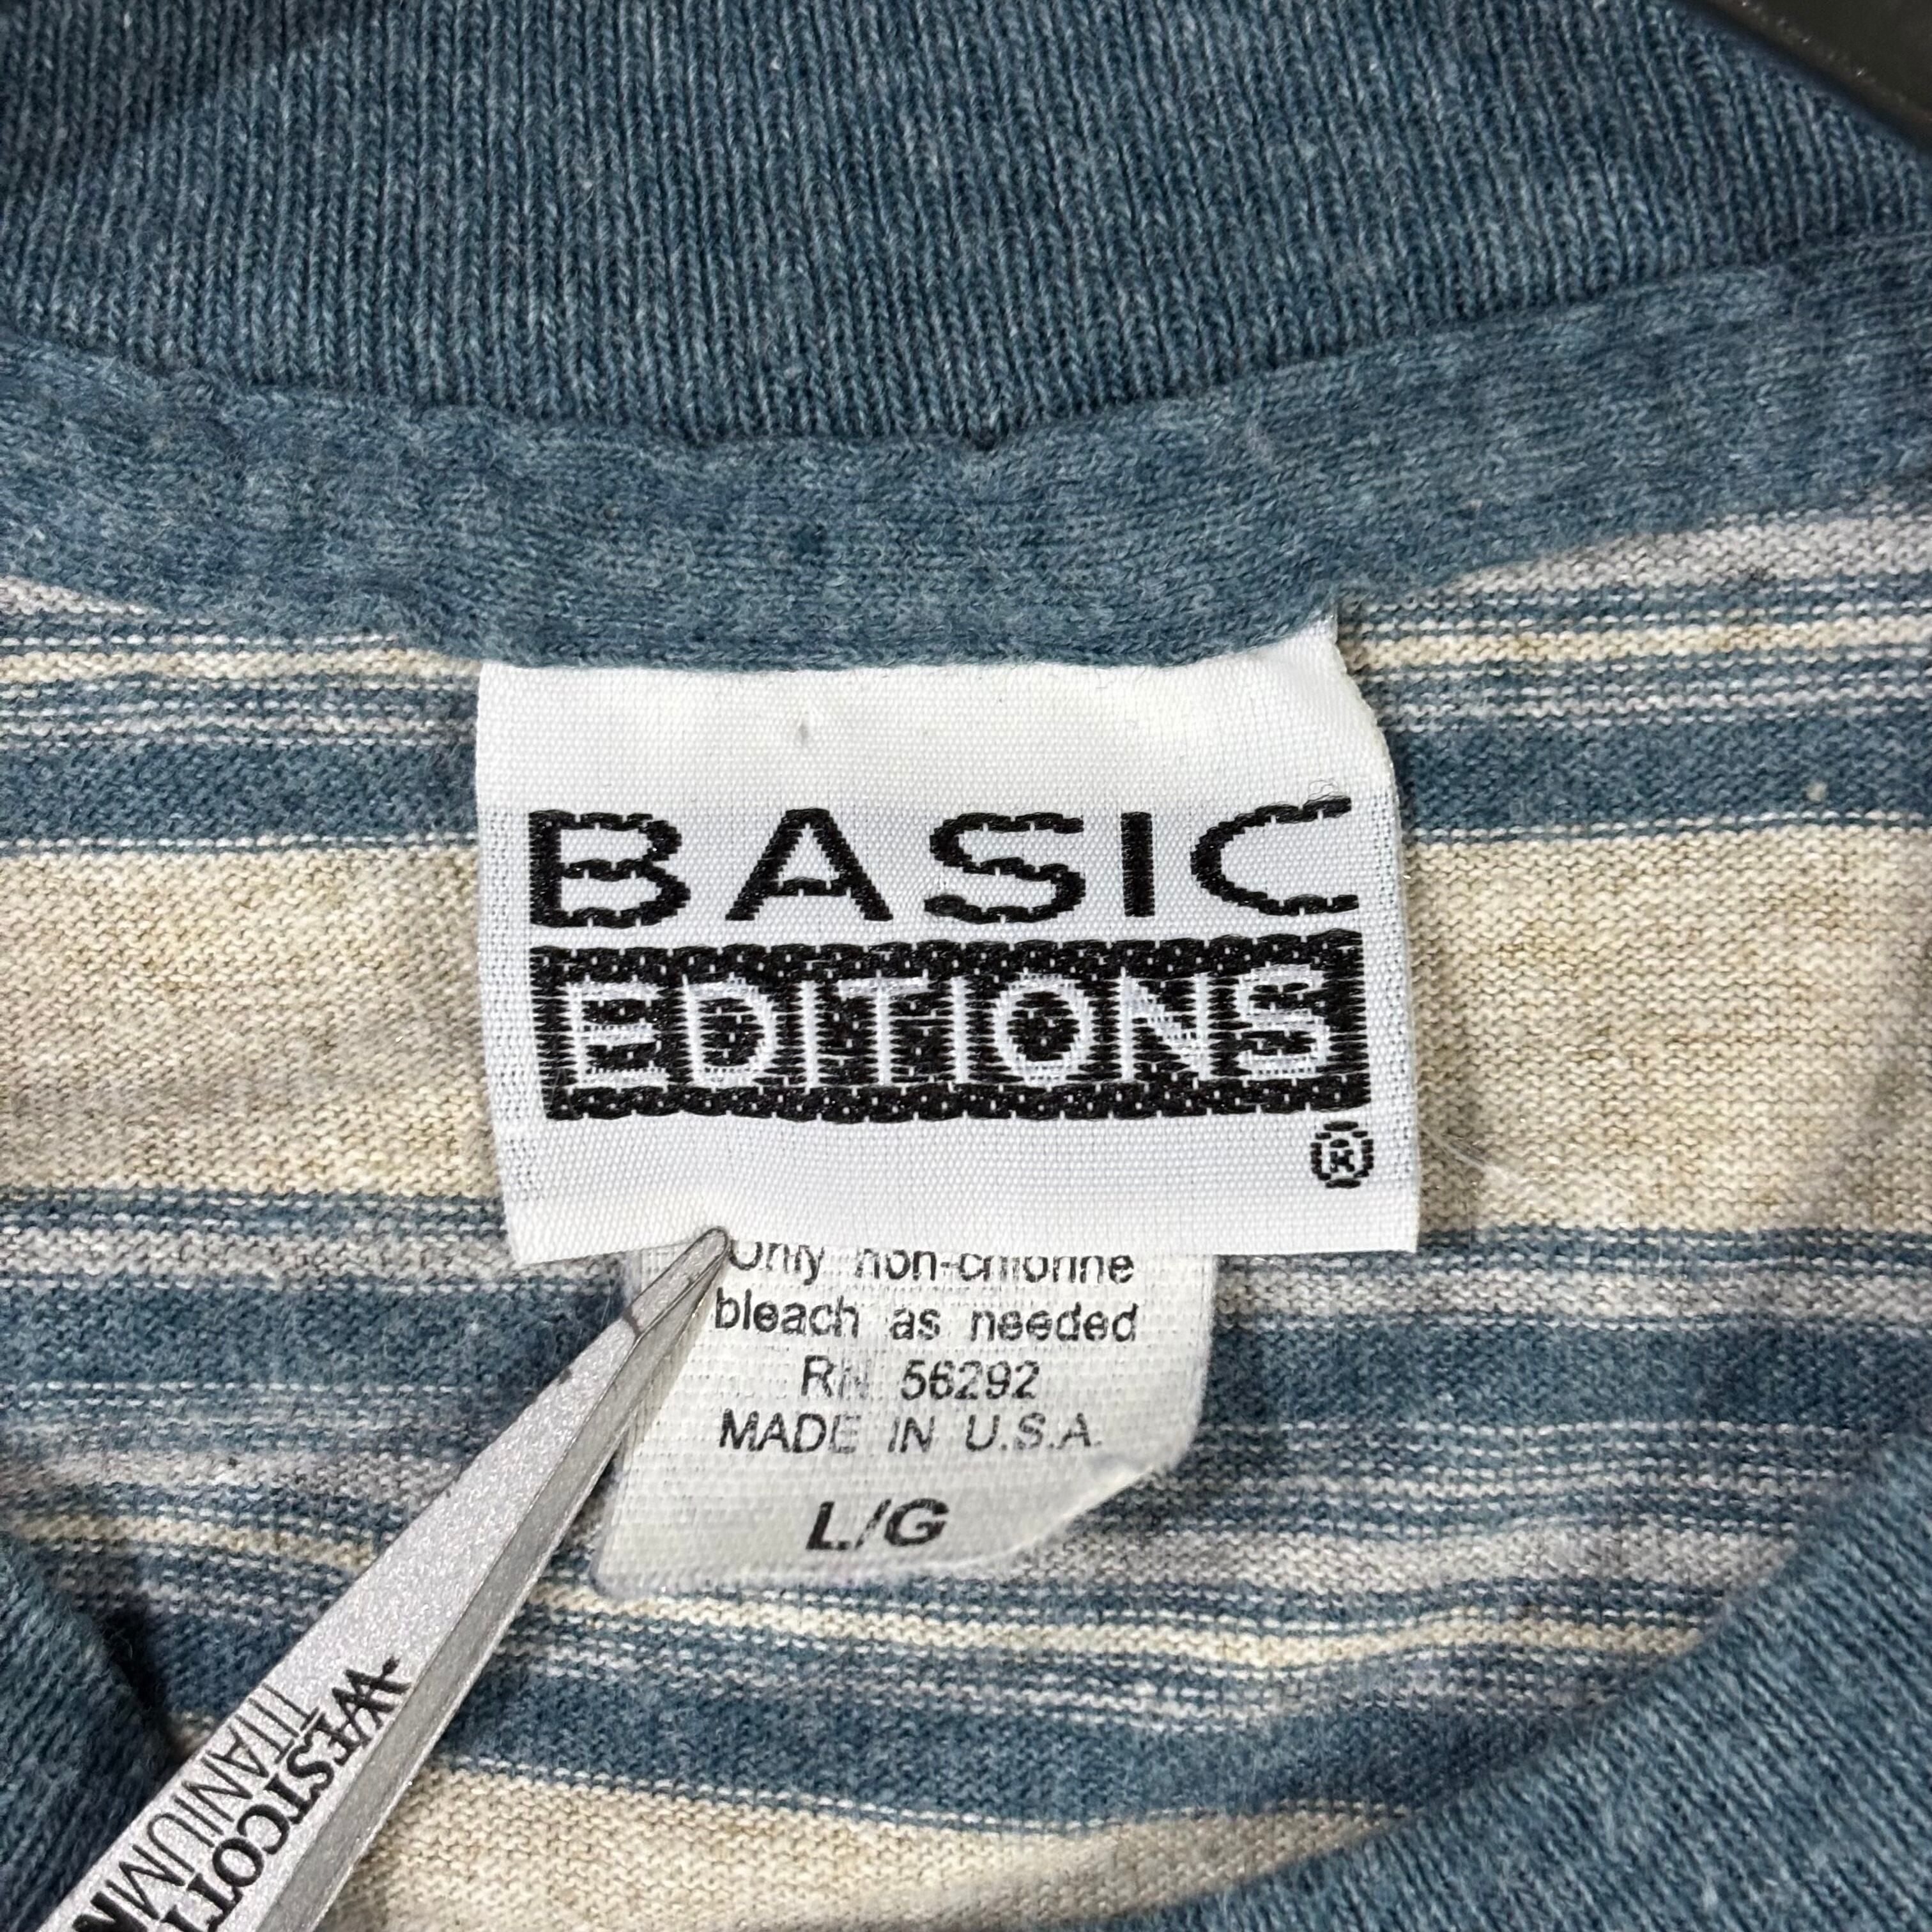 BASIC
EDITIONS
®
Only non-chlorine
bleach as needed
RN 56292
MADE IN U.S.A.
L/G
WESTCOTT
TITANIUM